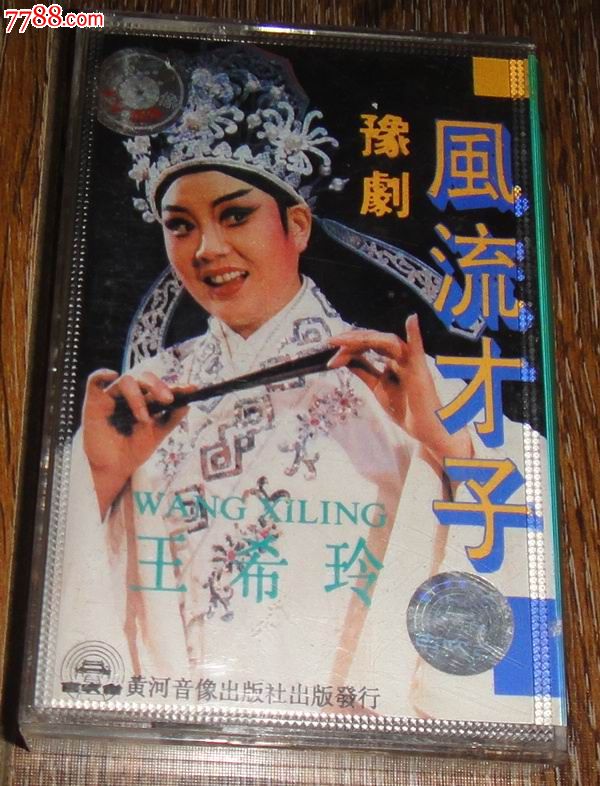 7788.com
豫劇
風流才子
WANG XILING
王希玲
黄河音像出版社出版發行